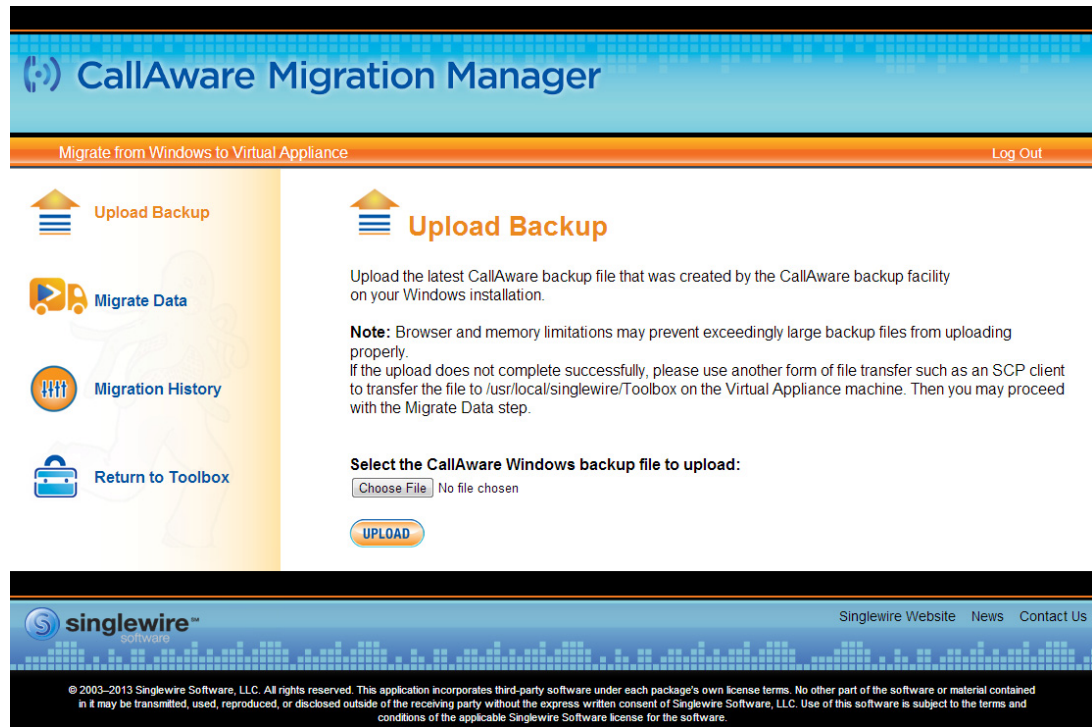 CallAware Migration Manager
Migrate from Windows to Virtual Appliance
Log Out
Upload Backup
Migrate Data
Migration History
Return to Toolbox
Upload Backup
Upload the latest CallAware backup file that was created by the CallAware backup facility
on your Windows installation.
Note: Browser and memory limitations may prevent exceedingly large backup files from uploading
properly.
If the upload does not complete successfully, please use another form of file transfer such as an SCP client
to transfer the file to /usr/local/singlewire/Toolbox on the Virtual Appliance machine. Then you may proceed
with the Migrate Data step.
Select the CallAware Windows backup file to upload:
Choose File No file chosen
UPLOAD
singlewire℠
software
Singlewire Website News Contact Us
© 2003–2013 Singlewire Software, LLC. All rights reserved. This application incorporates third-party software under each package's own license terms. No other part of the software or material contained
in it may be transmitted, used, reproduced, or disclosed outside of the receiving party without the express written consent of Singlewire Software, LLC. Use of this software is subject to the terms and
conditions of the applicable Singlewire Software license for the software.